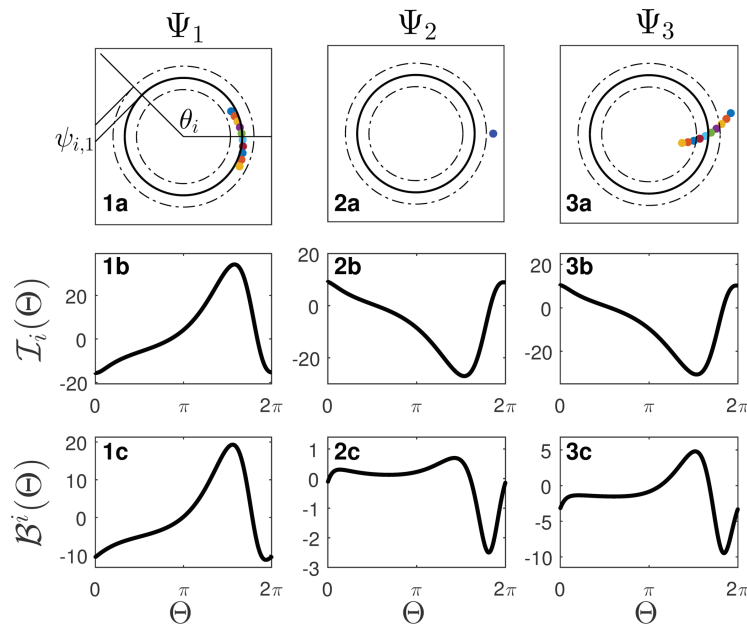 Ψ₁ Ψ₂ Ψ₃
θᵢ
ψᵢ,₁
1a 2a 3a
1b 2b 3b
20 20 20
0 0 0
-20 -20 -20
0 π 2π 0 π 2π 0 π 2π
ℐᵢ(Θ)
1c 2c 3c
20 1 5
10 0 0
0 -1 -5
-10 -2 -10
-3
0 π 2π 0 π 2π 0 π 2π
ℬⁱ(Θ)
Θ Θ Θ